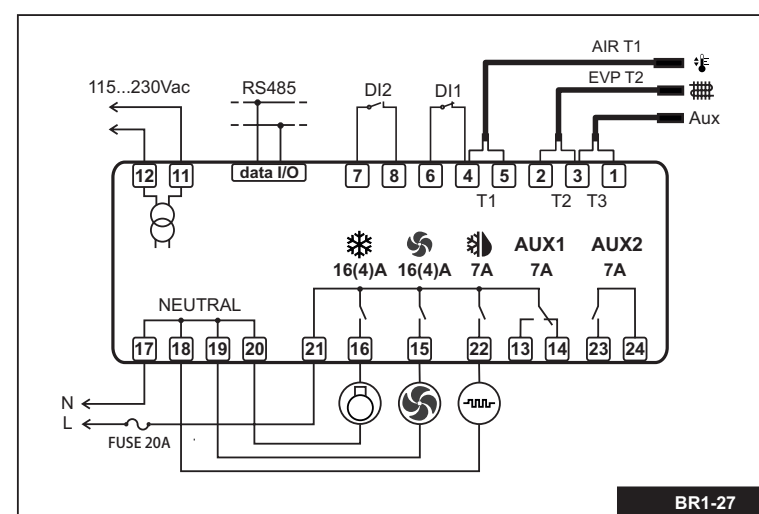 AIR T1
EVP T2
Aux
115...230Vac
RS485
DI2
DI1
12 11 data I/O 7 8 6 4 5 2 3 1
T1 T2 T3
AUX1 AUX2
16(4)A 16(4)A 7A 7A 7A
NEUTRAL
17 18 19 20 21 16 15 22 13 14 23 24
N
L
FUSE 20A
BR1-27